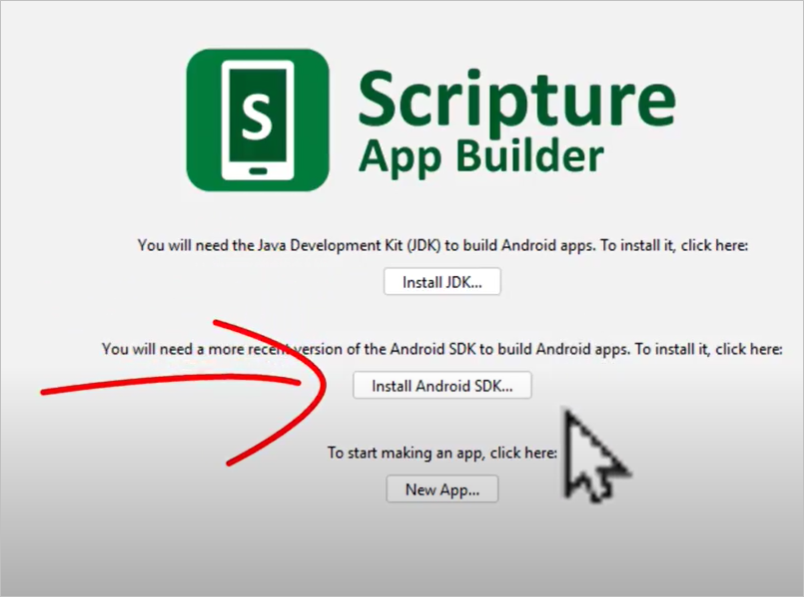 S
Scripture
App Builder
You will need the Java Development Kit (JDK) to build Android apps. To install it, click here:
Install JDK...
You will need a more recent version of the Android SDK to build Android apps. To install it, click here:
Install Android SDK...
To start making an app, click here:
New App...